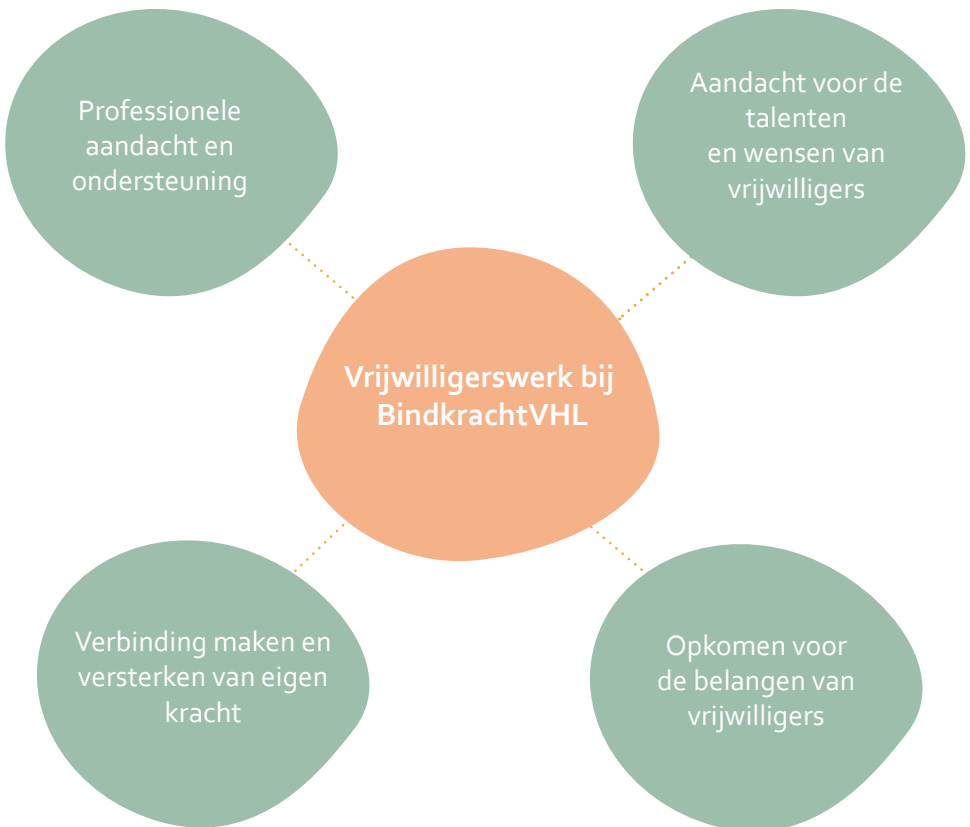 Professionele
aandacht en
ondersteuning
Aandacht voor de
talenten
en wensen van
vrijwilligers
Vrijwilligerswerk bij
BindkrachtVHL
Verbinding maken en
versterken van eigen
kracht
Opkomen voor
de belangen van
vrijwilligers